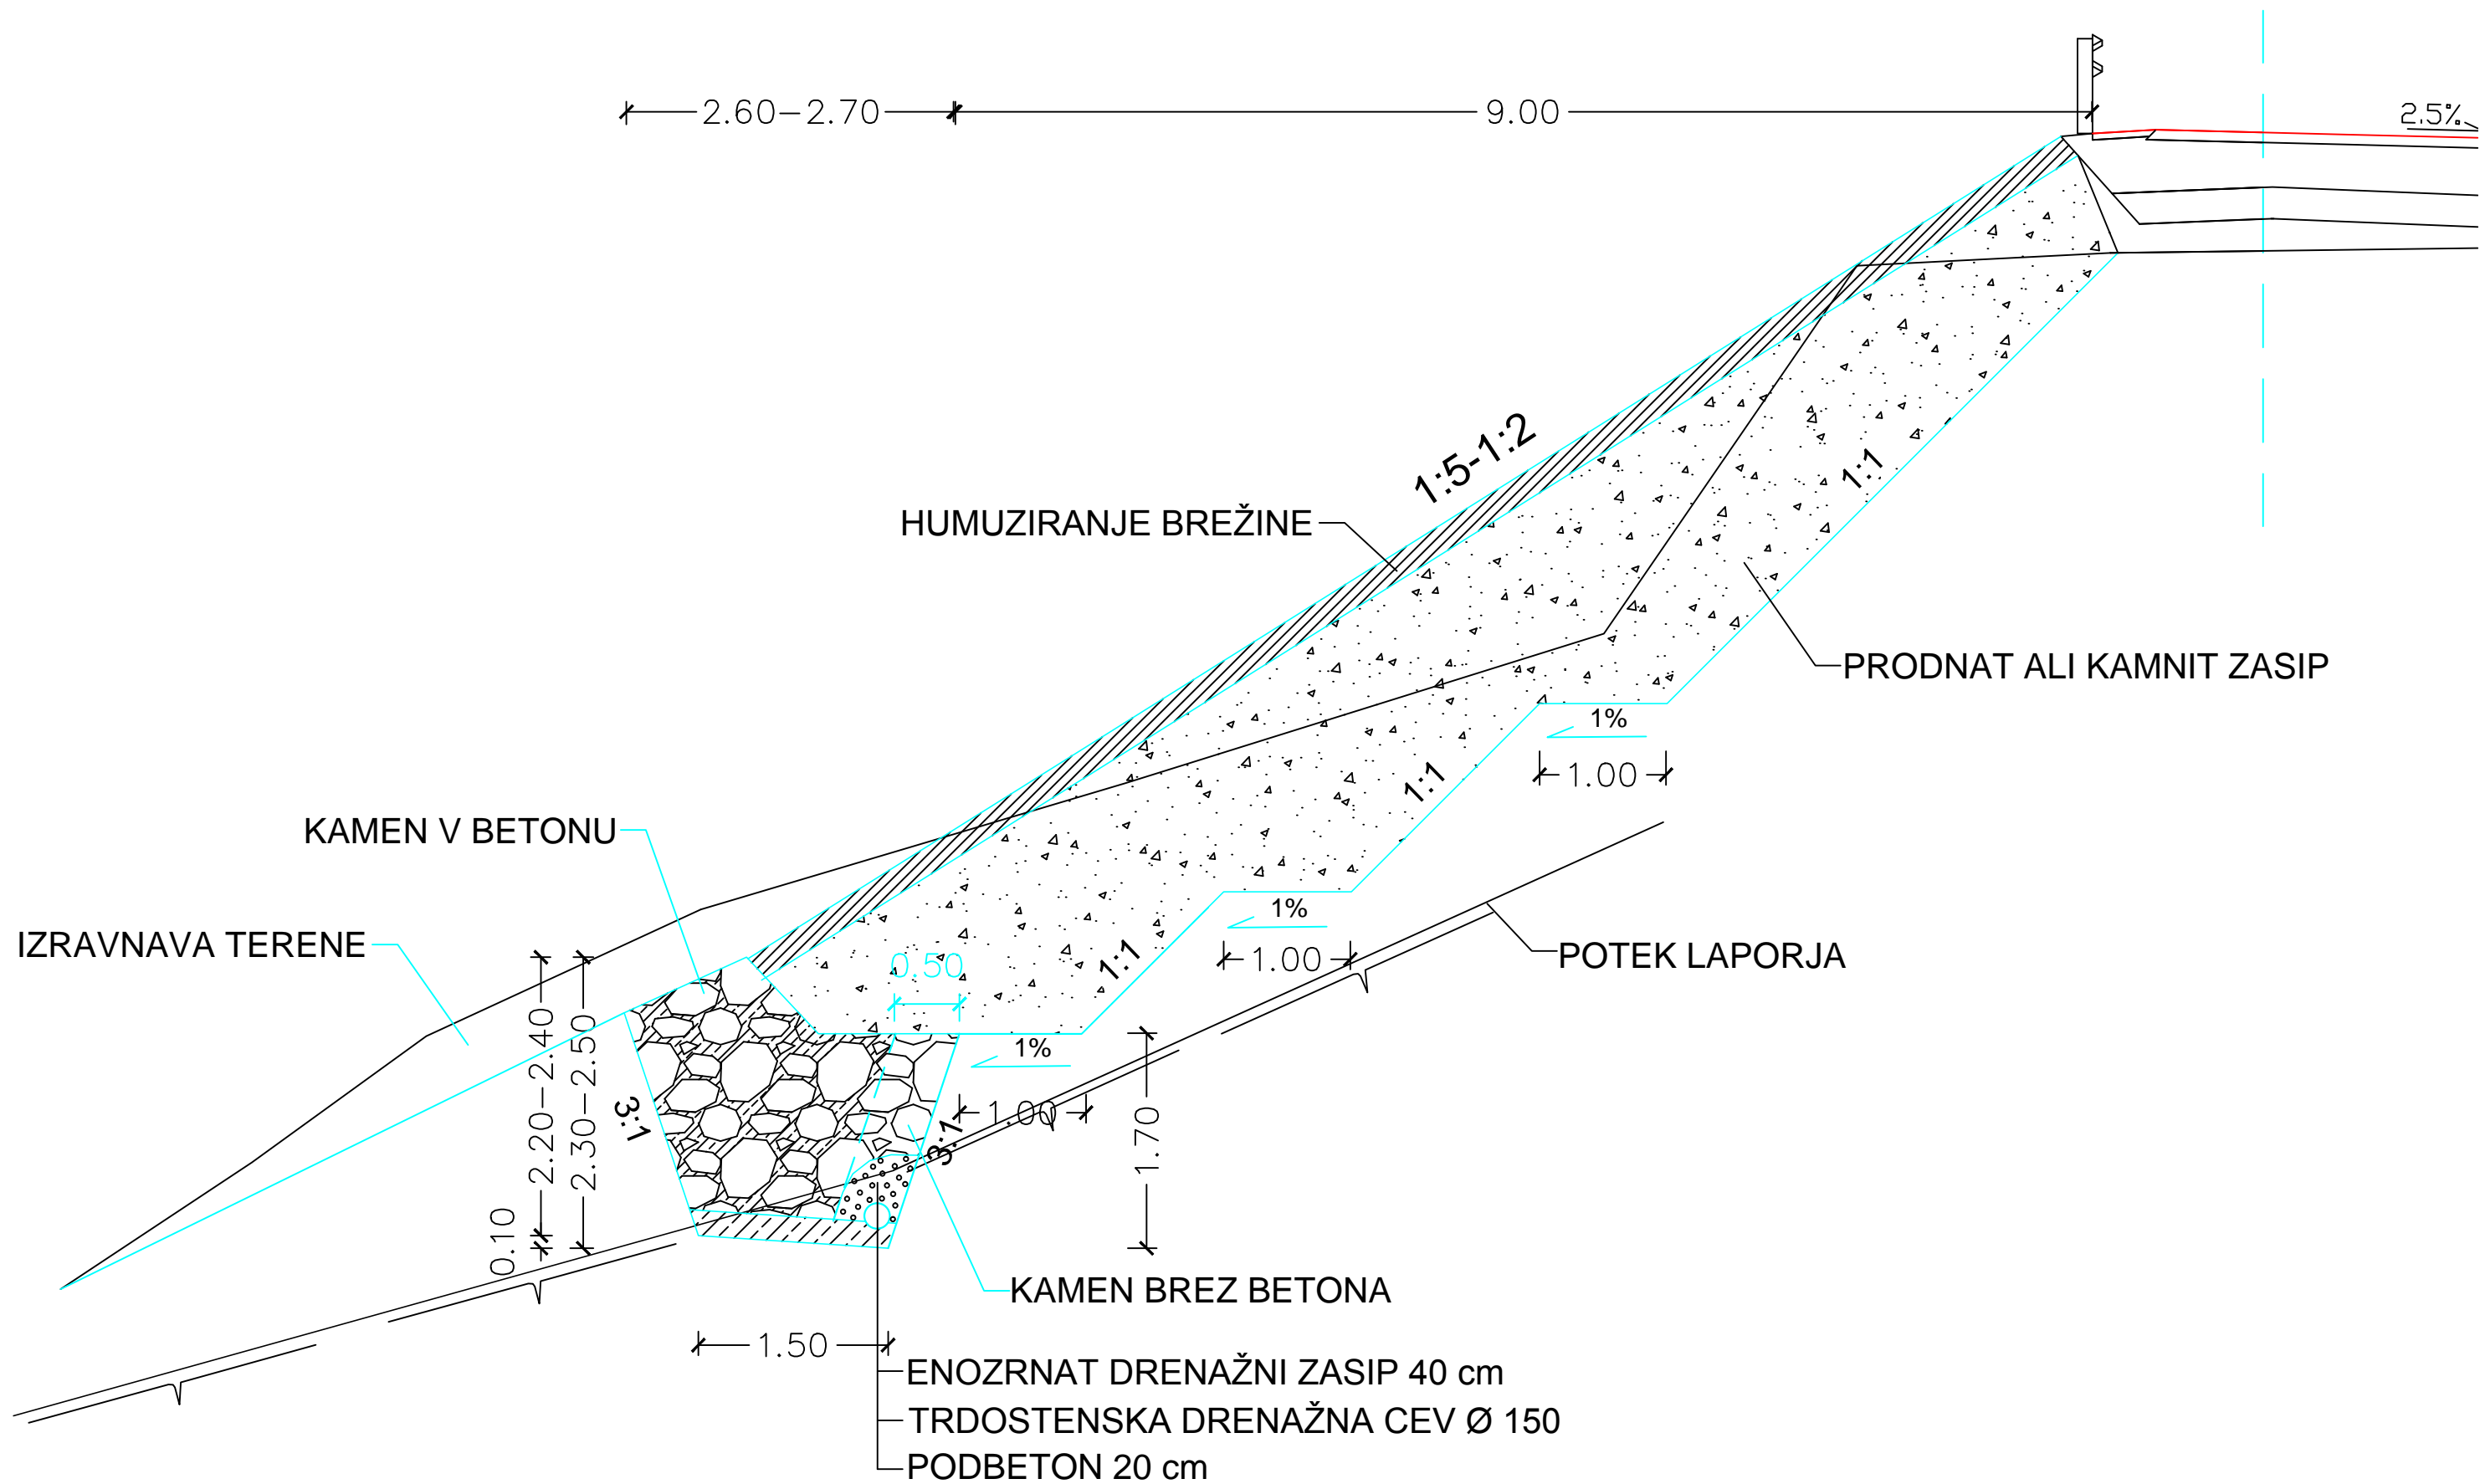 2.60-2.70
9.00
2.5%
1:5-1:2
HUMUZIRANJE BREŽINE
1:1
PRODNAT ALI KAMNIT ZASIP
1%
1.00
1:1
KAMEN V BETONU
1%
1.00
IZRAVNAVA TERENE
1:1
0.50
POTEK LAPORJA
1%
2.20-2.40
2.30-2.50
3:1
1.00
3:1
1.70
0.10
KAMEN BREZ BETONA
1.50
ENOZRNAT DRENAŽNI ZASIP 40 cm
TRDOSTENSKA DRENAŽNA CEV Ø 150
PODBETON 20 cm